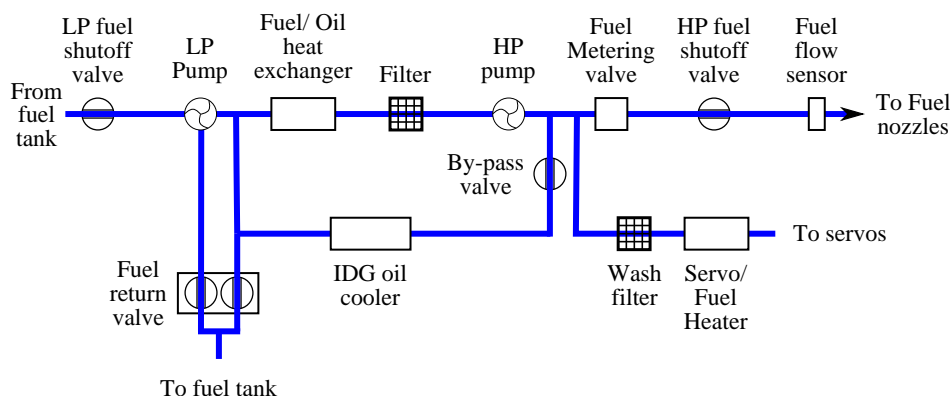 LP fuel
shutoff
valve
LP
Pump
Fuel/ Oil
heat
exchanger
Filter
HP
pump
Fuel
Metering
valve
HP fuel
shutoff
valve
Fuel
flow
sensor
From
fuel
tank
To Fuel
nozzles
By-pass
valve
To servos
Fuel
return
valve
IDG oil
cooler
Wash
filter
Servo/
Fuel
Heater
To fuel tank